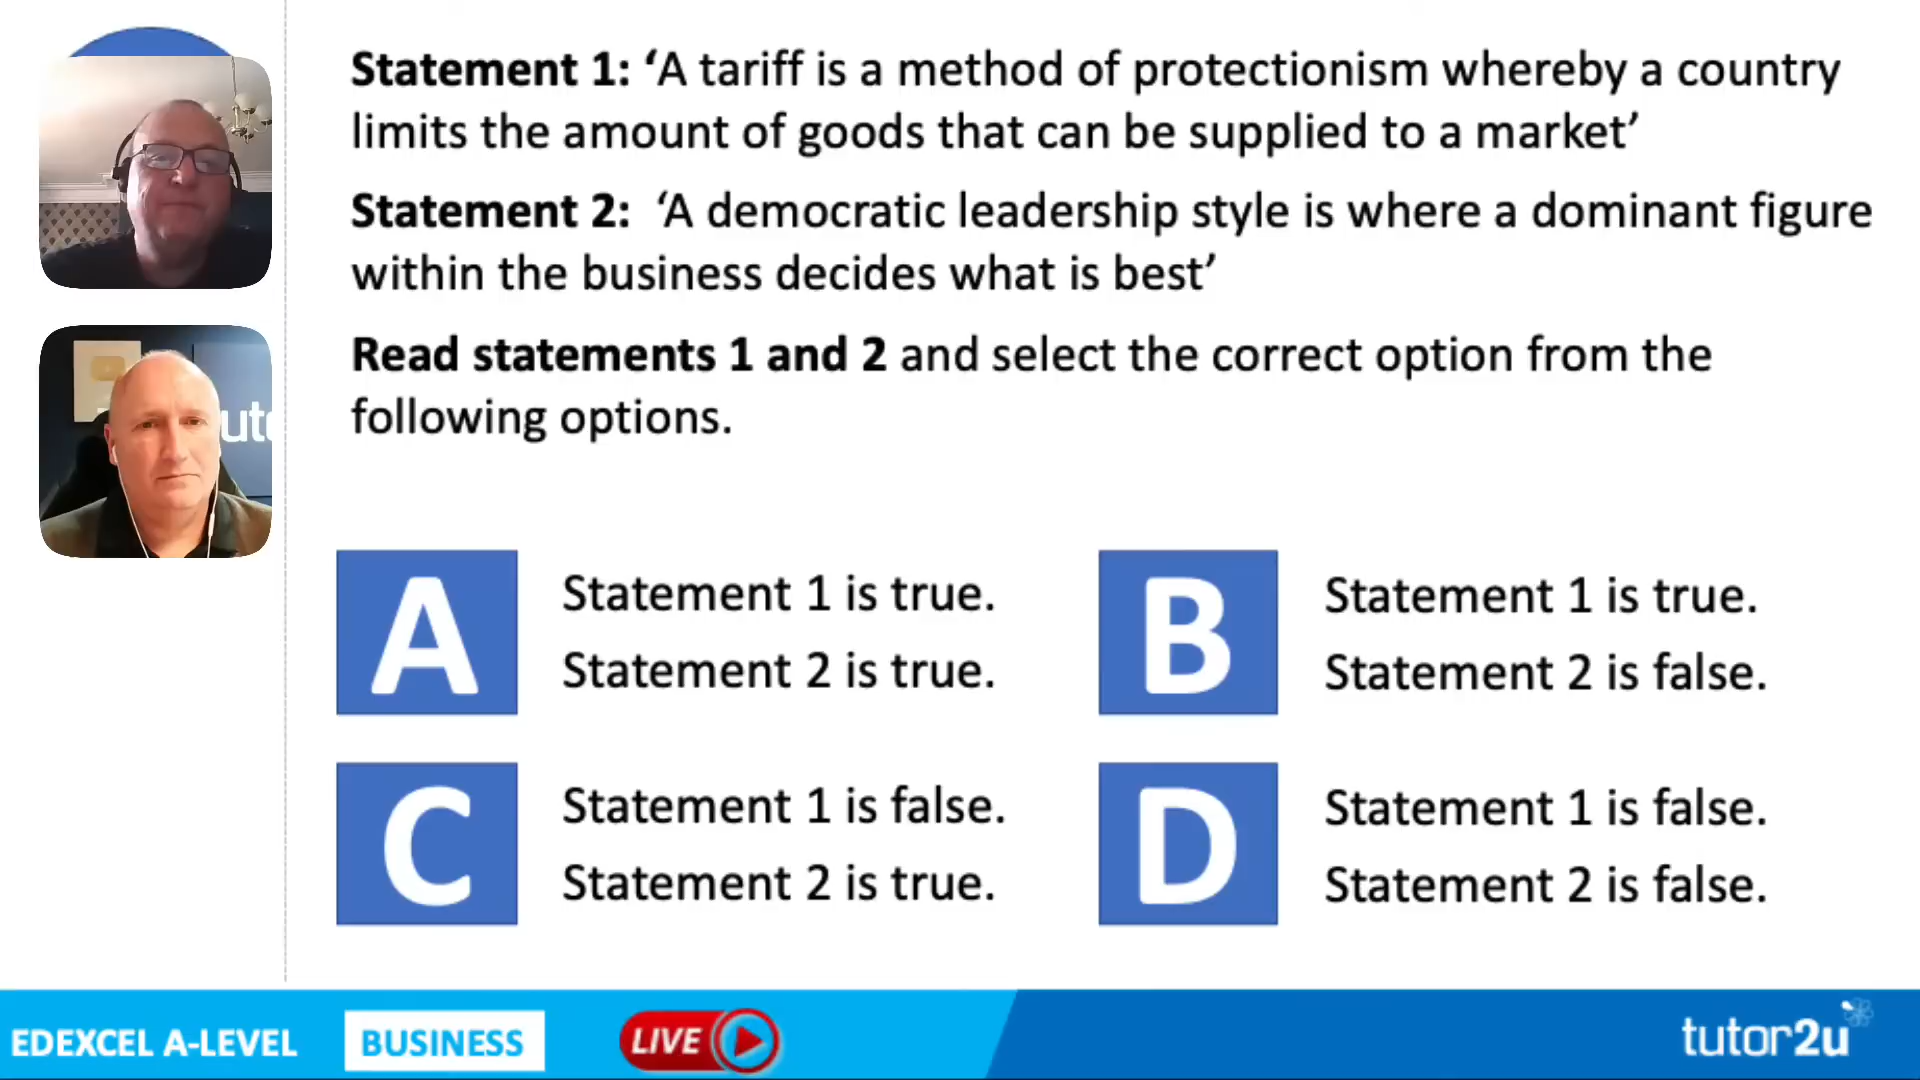 Statement 1: ‘A tariff is a method of protectionism whereby a country
limits the amount of goods that can be supplied to a market’
Statement 2: ‘A democratic leadership style is where a dominant figure
within the business decides what is best’
Read statements 1 and 2 and select the correct option from the
following options.
A
Statement 1 is true.
Statement 2 is true.
B
Statement 1 is true.
Statement 2 is false.
C
Statement 1 is false.
Statement 2 is true.
D
Statement 1 is false.
Statement 2 is false.
EDEXCEL A-LEVEL
BUSINESS
LIVE
tutor2u